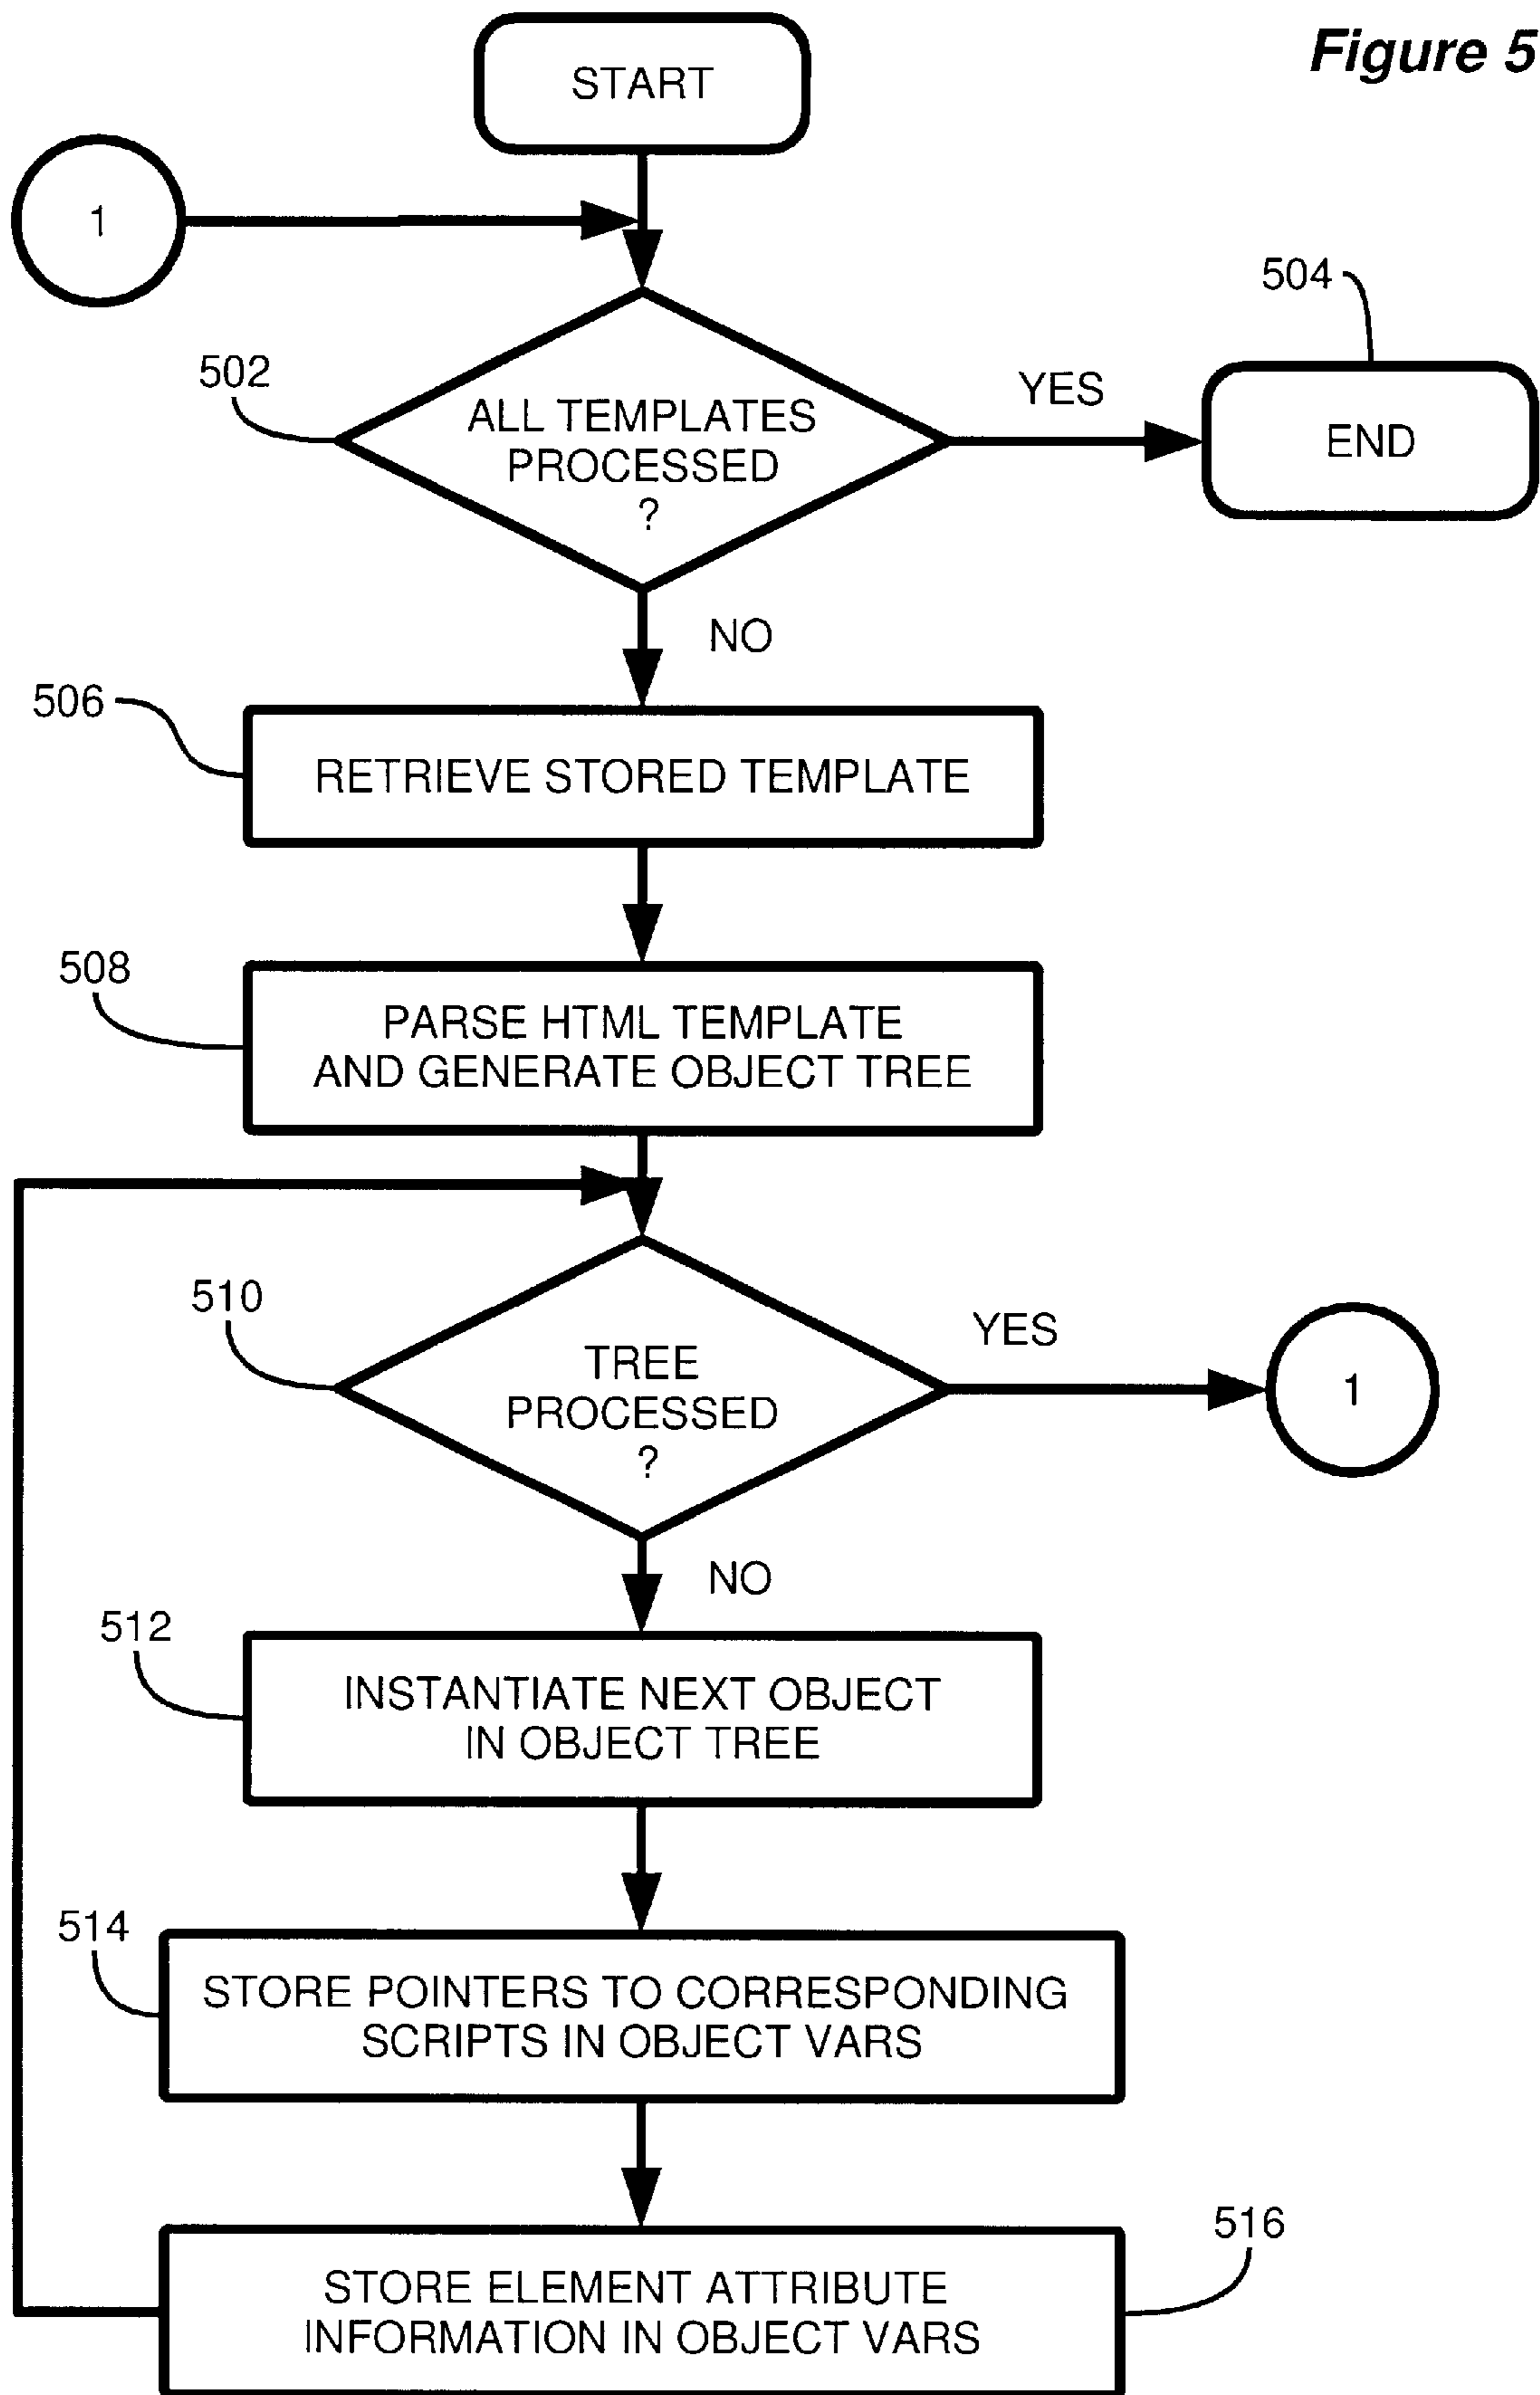 Figure 5
START
1
504
502
ALL TEMPLATES
PROCESSED
?
YES
END
NO
506
RETRIEVE STORED TEMPLATE
508
PARSE HTML TEMPLATE
AND GENERATE OBJECT TREE
510
TREE
PROCESSED
?
YES
1
NO
512
INSTANTIATE NEXT OBJECT
IN OBJECT TREE
514
STORE POINTERS TO CORRESPONDING
SCRIPTS IN OBJECT VARS
516
STORE ELEMENT ATTRIBUTE
INFORMATION IN OBJECT VARS